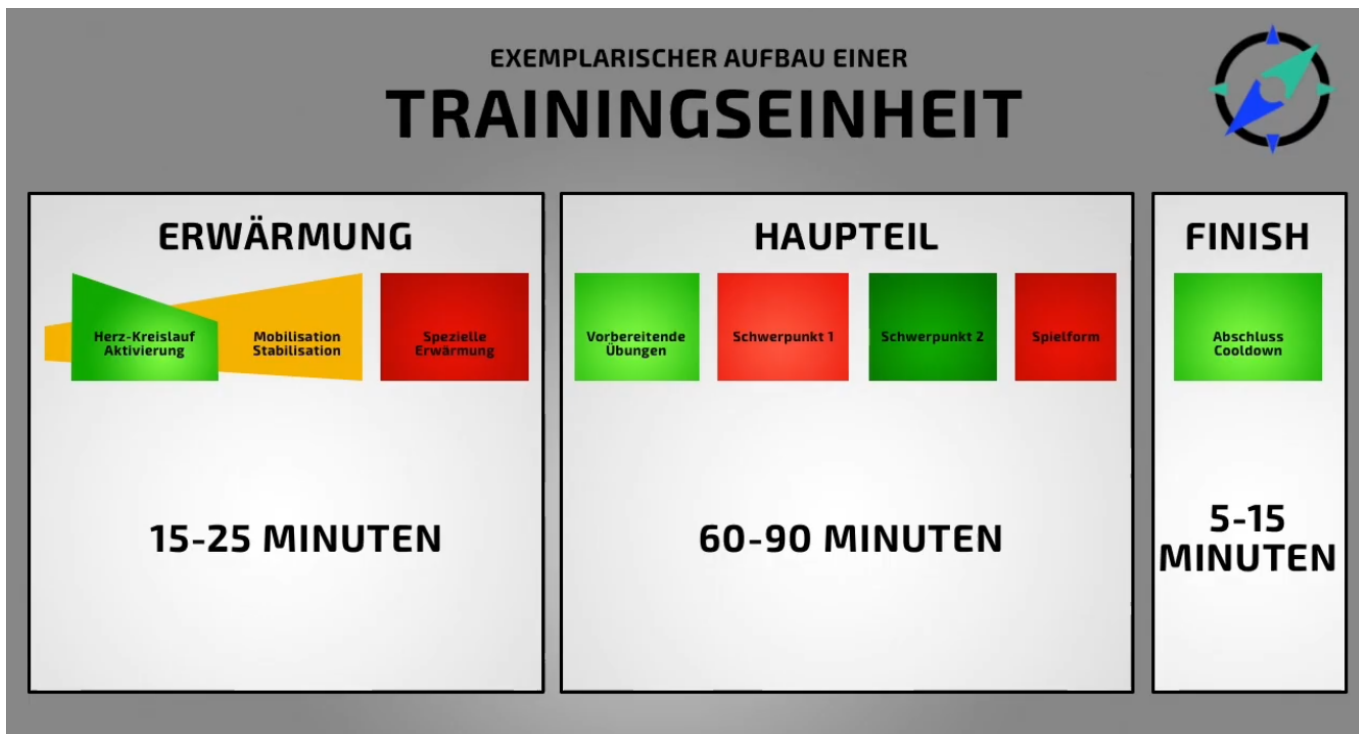 EXEMPLARISCHER AUFBAU EINER
TRAININGSEINHEIT
ERWÄRMUNG
Herz-Kreislauf
Aktivierung
Mobilisation
Stabilisation
Spezielle
Erwärmung
15-25 MINUTEN
HAUPTEIL
Vorbereitende
Übungen
Schwerpunkt 1
Schwerpunkt 2
Spielform
60-90 MINUTEN
FINISH
Abschluss
Cooldown
5-15
MINUTEN